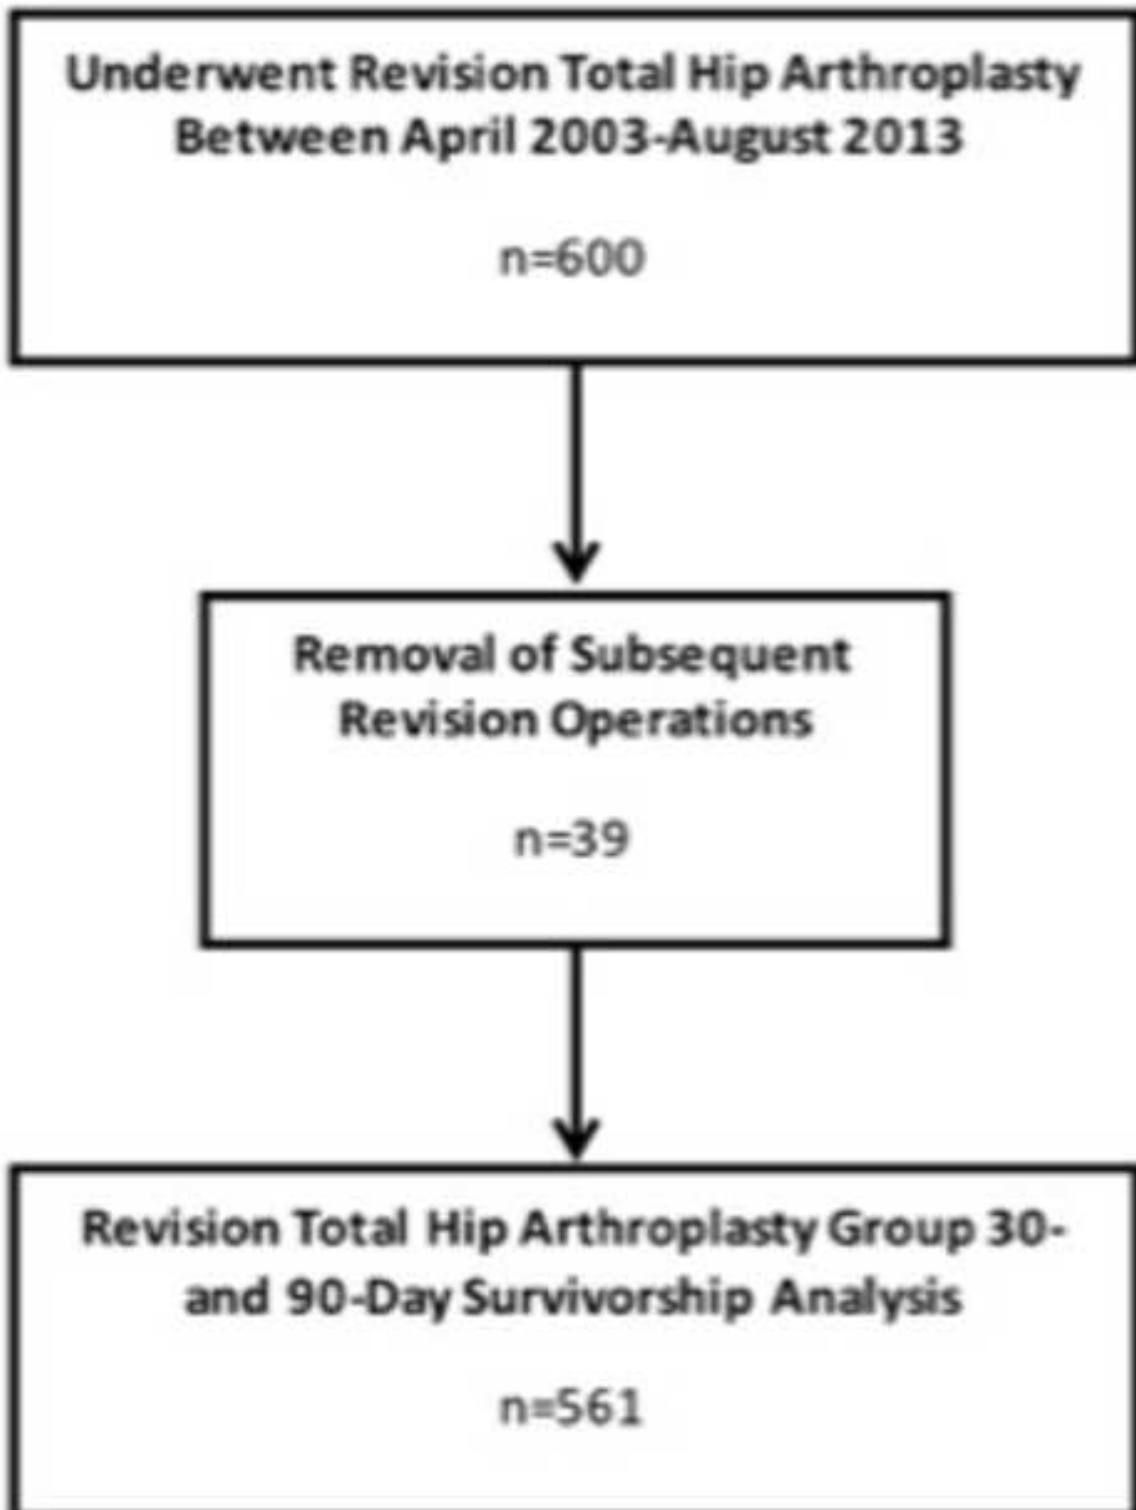 Underwent Revision Total Hip Arthroplasty
Between April 2003-August 2013
n=600
Removal of Subsequent
Revision Operations
n=39
Revision Total Hip Arthroplasty Group 30-
and 90-Day Survivorship Analysis
n=561